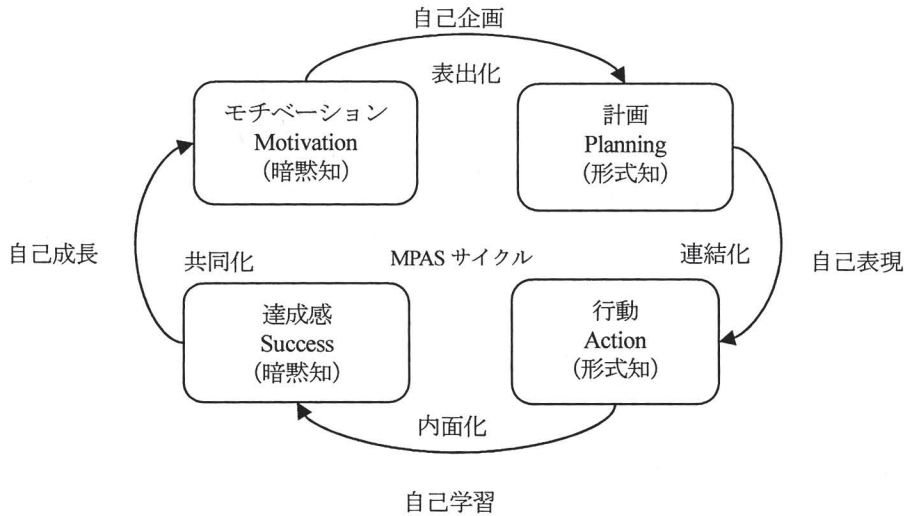 自己企画
表出化
モチベーション
Motivation
（暗黙知）
計画
Planning
（形式知）
自己成長
共同化
MPAS サイクル
連結化
自己表現
達成感
Success
（暗黙知）
行動
Action
（形式知）
内面化
自己学習